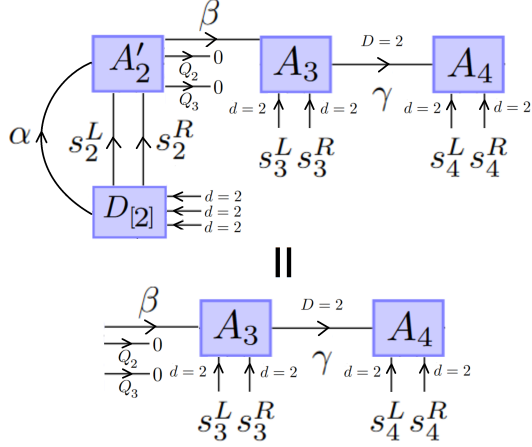 β
A₂′ Q₂ 0 A₃ D = 2 A₄
Q₃ 0 d = 2 d = 2 γ d = 2 d = 2
α s₂ᴸ s₂ᴿ s₃ᴸ s₃ᴿ s₄ᴸ s₄ᴿ
D[2] d = 2
d = 2
d = 2
=
β A₃ D = 2 A₄
Q₂ 0 γ
Q₃ 0 d = 2 d = 2 d = 2 d = 2
s₃ᴸ s₃ᴿ s₄ᴸ s₄ᴿ